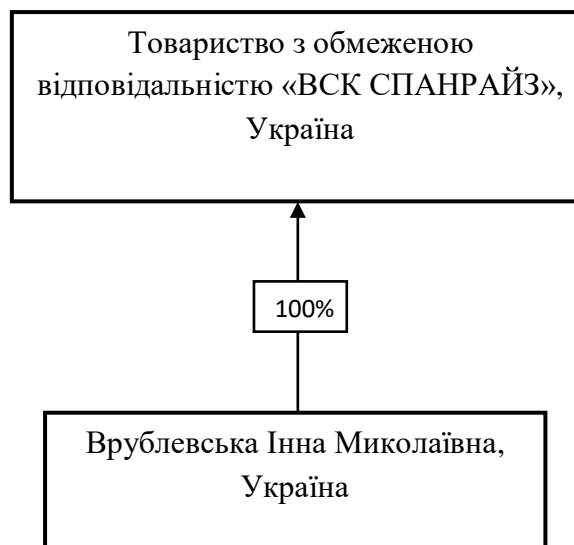 Товариство з обмеженою
відповідальністю «ВСК СПАНРАЙЗ»,
Україна
100%
Врублевська Інна Миколаївна,
Україна